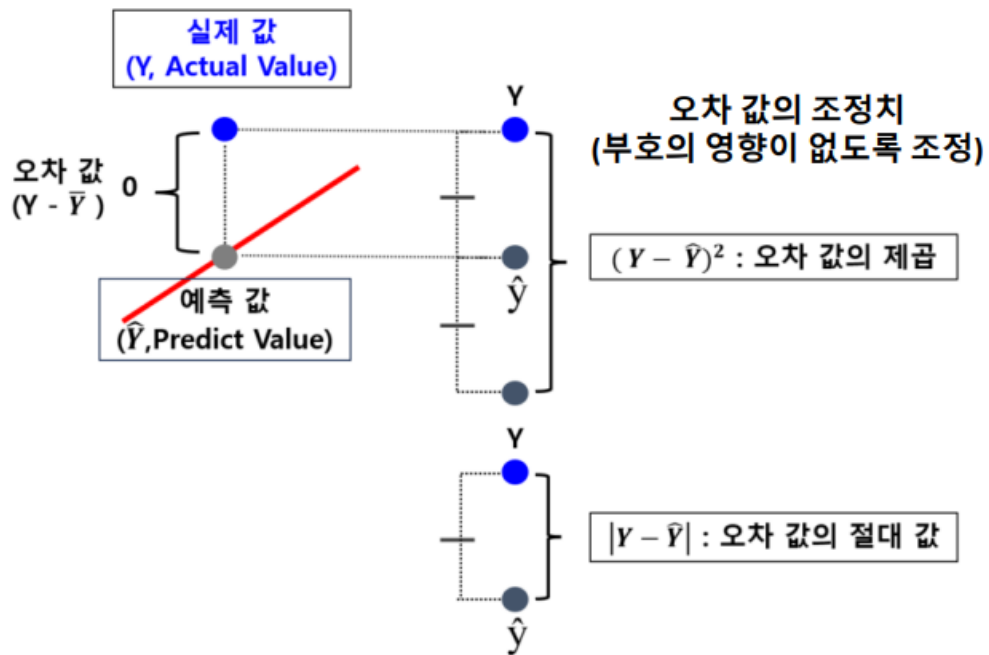 실제 값
(Y, Actual Value)
Y
오차 값의 조정치
(부호의 영향이 없도록 조정)
오차 값
(Y - Ȳ )
0
( Y − Ŷ)² : 오차 값의 제곱
ŷ
예측 값
(Ŷ,Predict Value)
Y
|Y − Ŷ| : 오차 값의 절대 값
ŷ